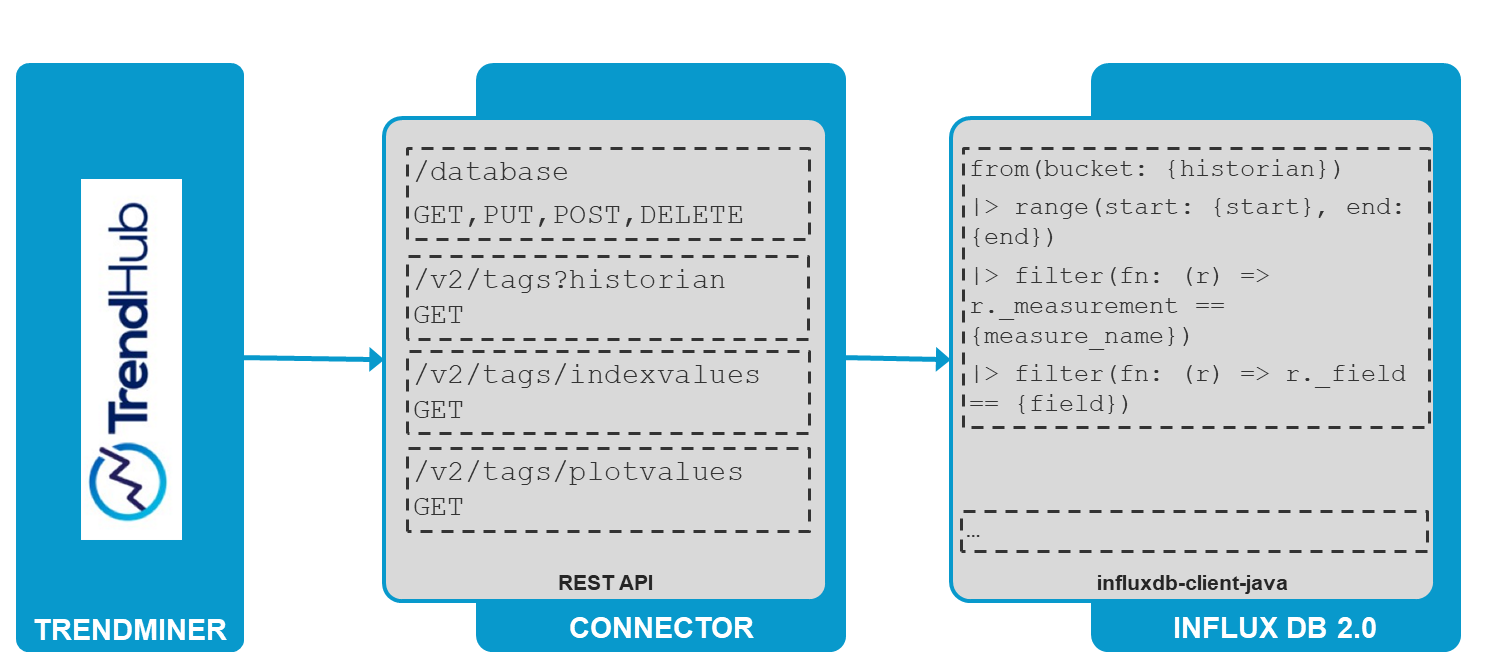 TrendHub
TRENDMINER
/database
GET,PUT,POST,DELETE
/v2/tags?historian
GET
/v2/tags/indexvalues
GET
/v2/tags/plotvalues
GET
REST API
CONNECTOR
from(bucket: {historian})
|> range(start: {start}, end:
{end})
|> filter(fn: (r) =>
r._measurement ==
{measure_name})
|> filter(fn: (r) => r._field
== {field})
…
influxdb-client-java
INFLUX DB 2.0